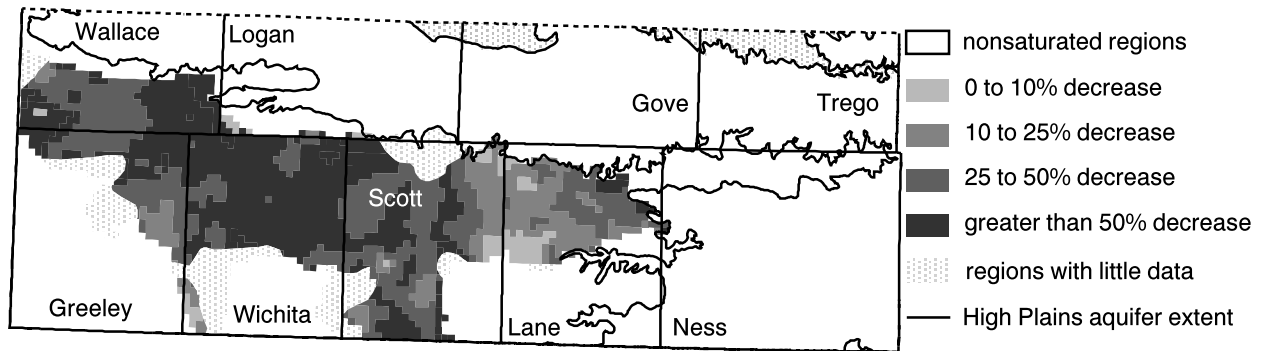 Wallace
Logan
Gove
Trego
Scott
Greeley
Wichita
Lane
Ness
nonsaturated regions
0 to 10% decrease
10 to 25% decrease
25 to 50% decrease
greater than 50% decrease
regions with little data
High Plains aquifer extent